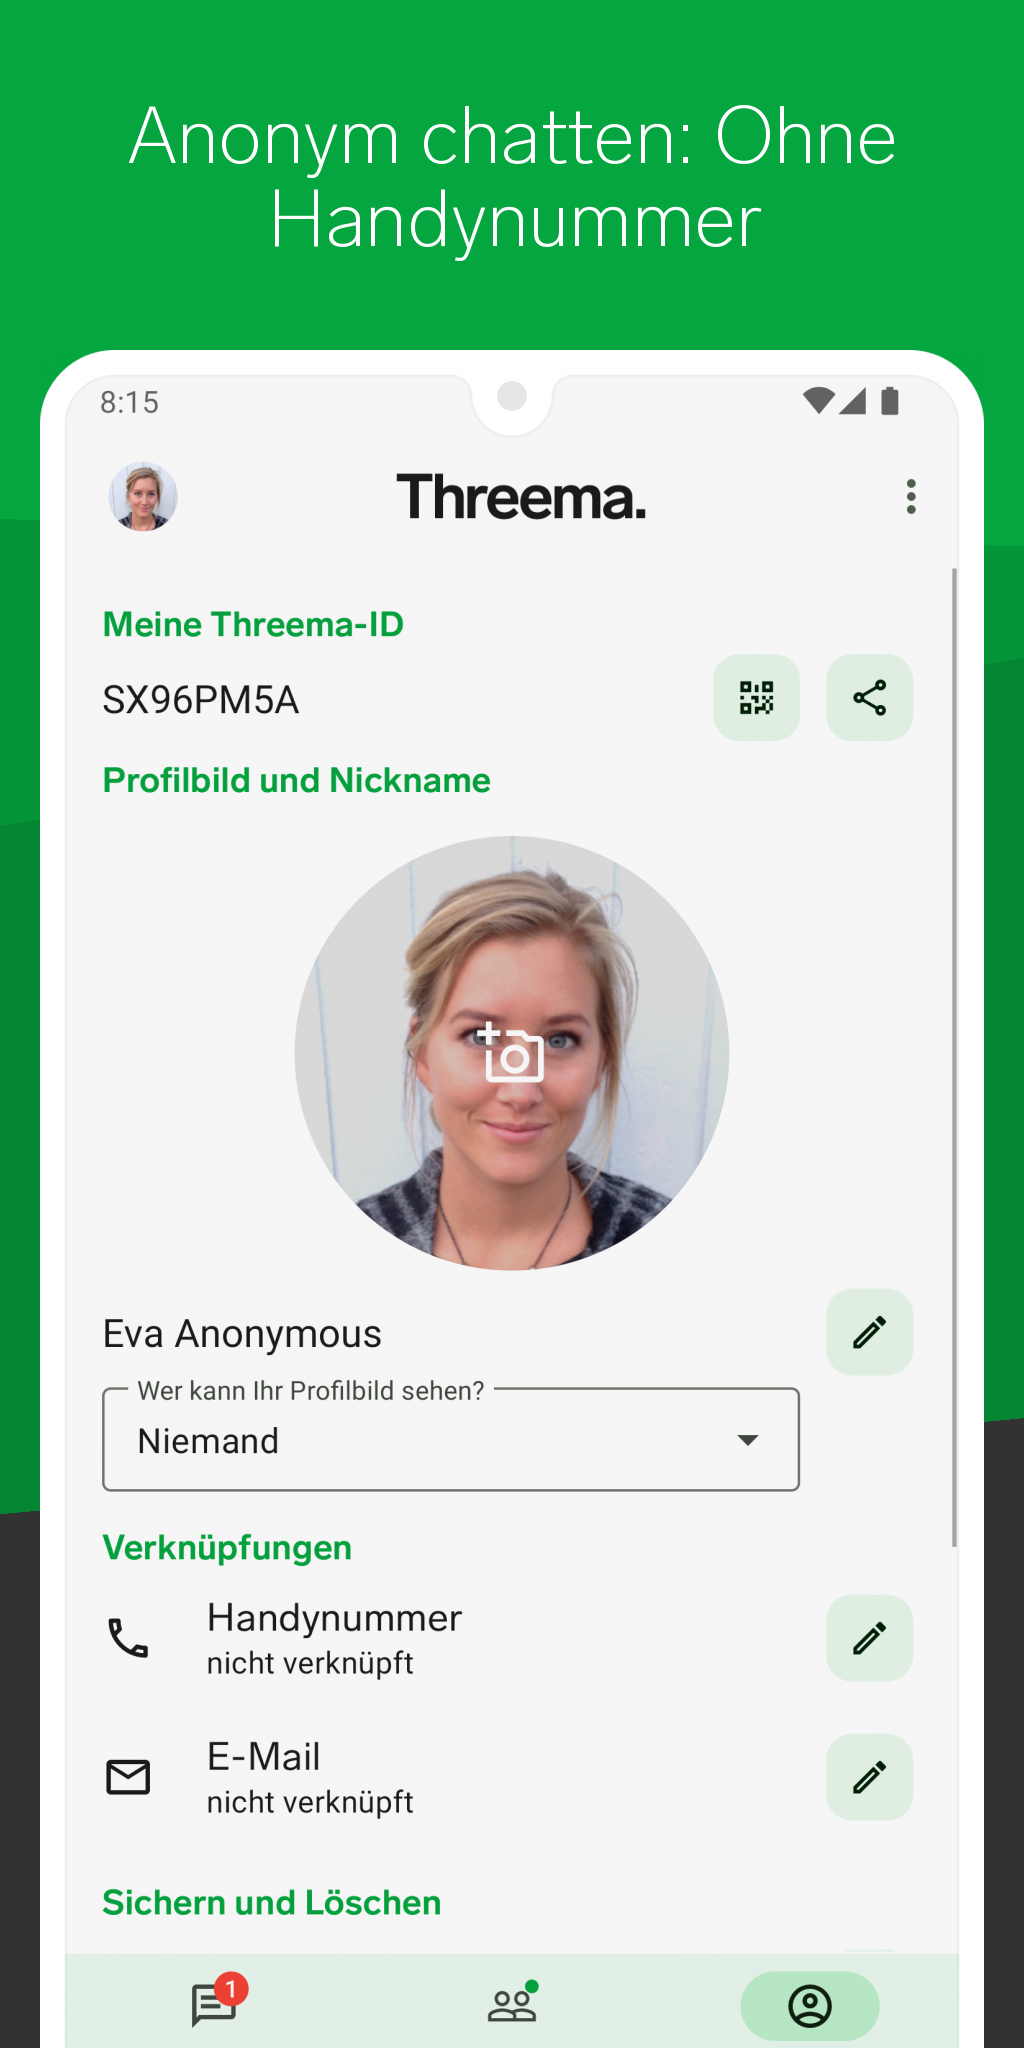 Anonym chatten: Ohne
Handynummer
8:15
Threema.
Meine Threema-ID
SX96PM5A
Profilbild und Nickname
Eva Anonymous
Wer kann Ihr Profilbild sehen?
Niemand
Verknüpfungen
Handynummer
nicht verknüpft
E-Mail
nicht verknüpft
Sichern und Löschen
1